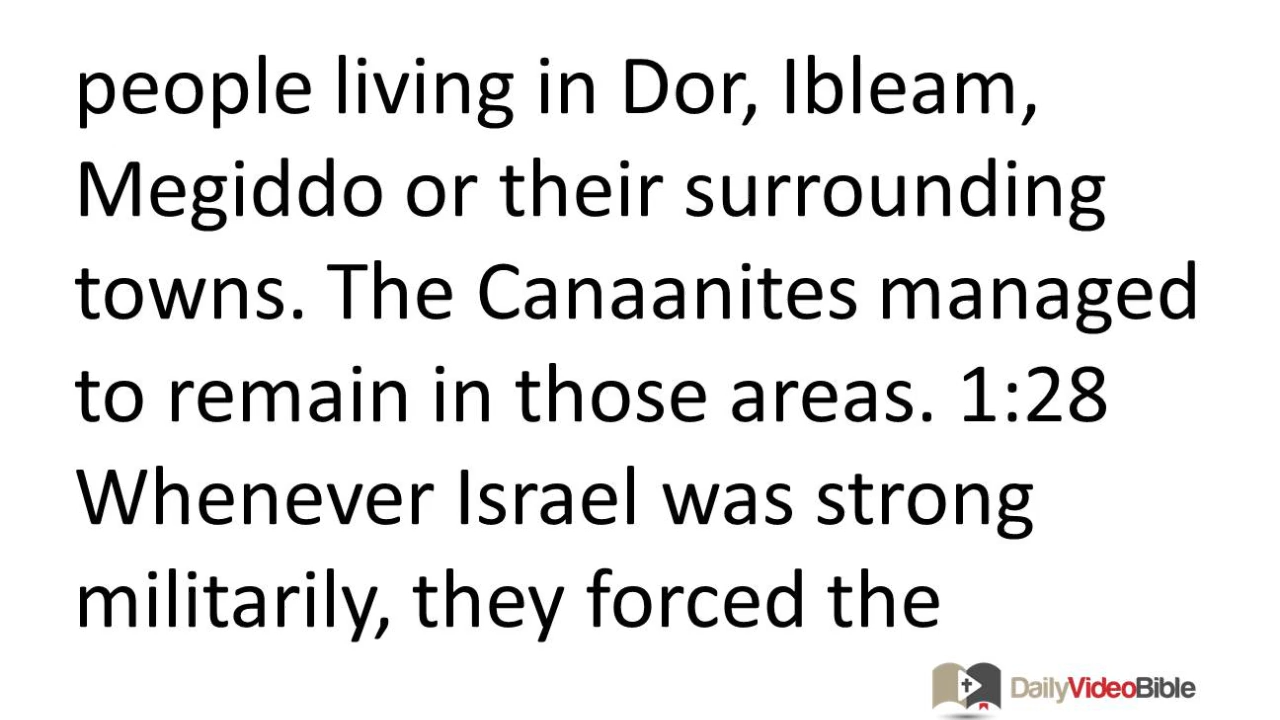 people living in Dor, Ibleam,
Megiddo or their surrounding
towns. The Canaanites managed
to remain in those areas. 1:28
Whenever Israel was strong
militarily, they forced the
DailyVideoBible